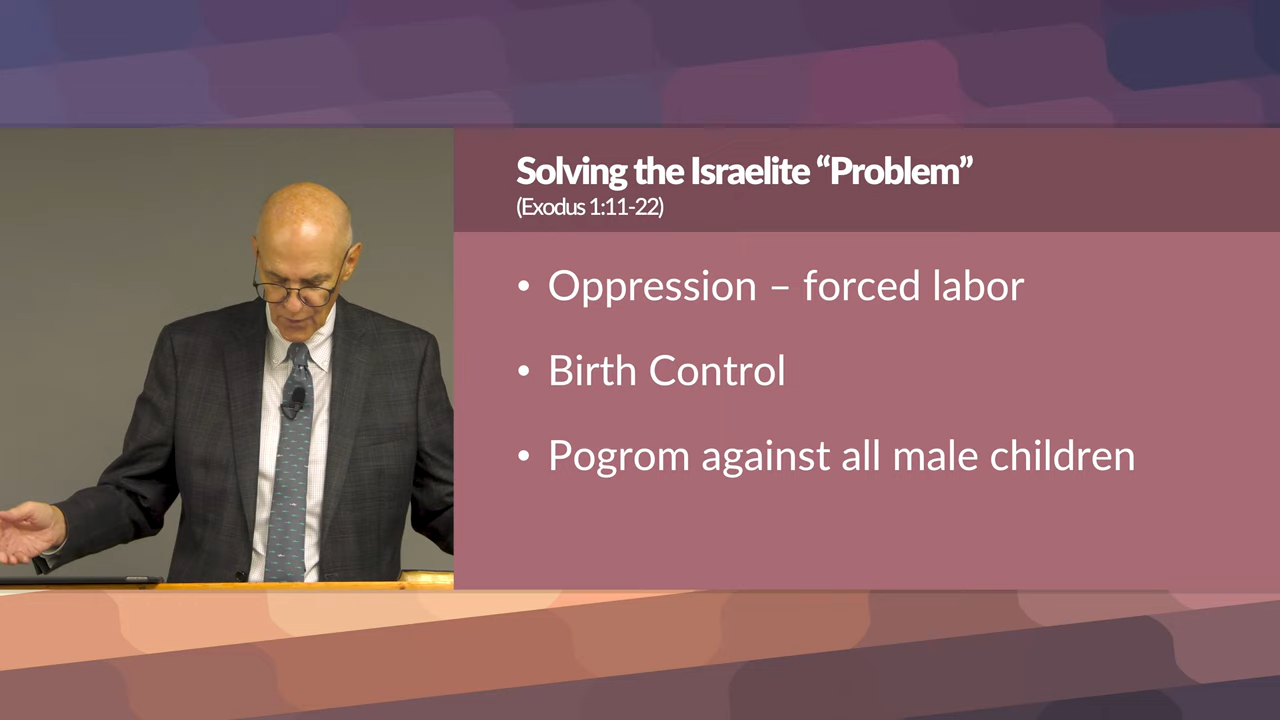 Solving the Israelite “Problem”
(Exodus 1:11-22)
• Oppression – forced labor
• Birth Control
• Pogrom against all male children